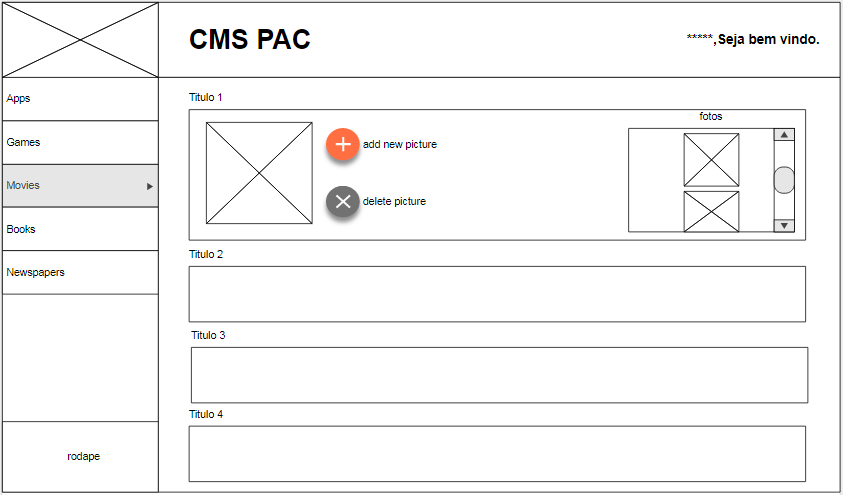 CMS PAC
*****,Seja bem vindo.
Apps
Games
Movies
Books
Newspapers
rodape
Titulo 1
add new picture
delete picture
fotos
Titulo 2
Titulo 3
Titulo 4